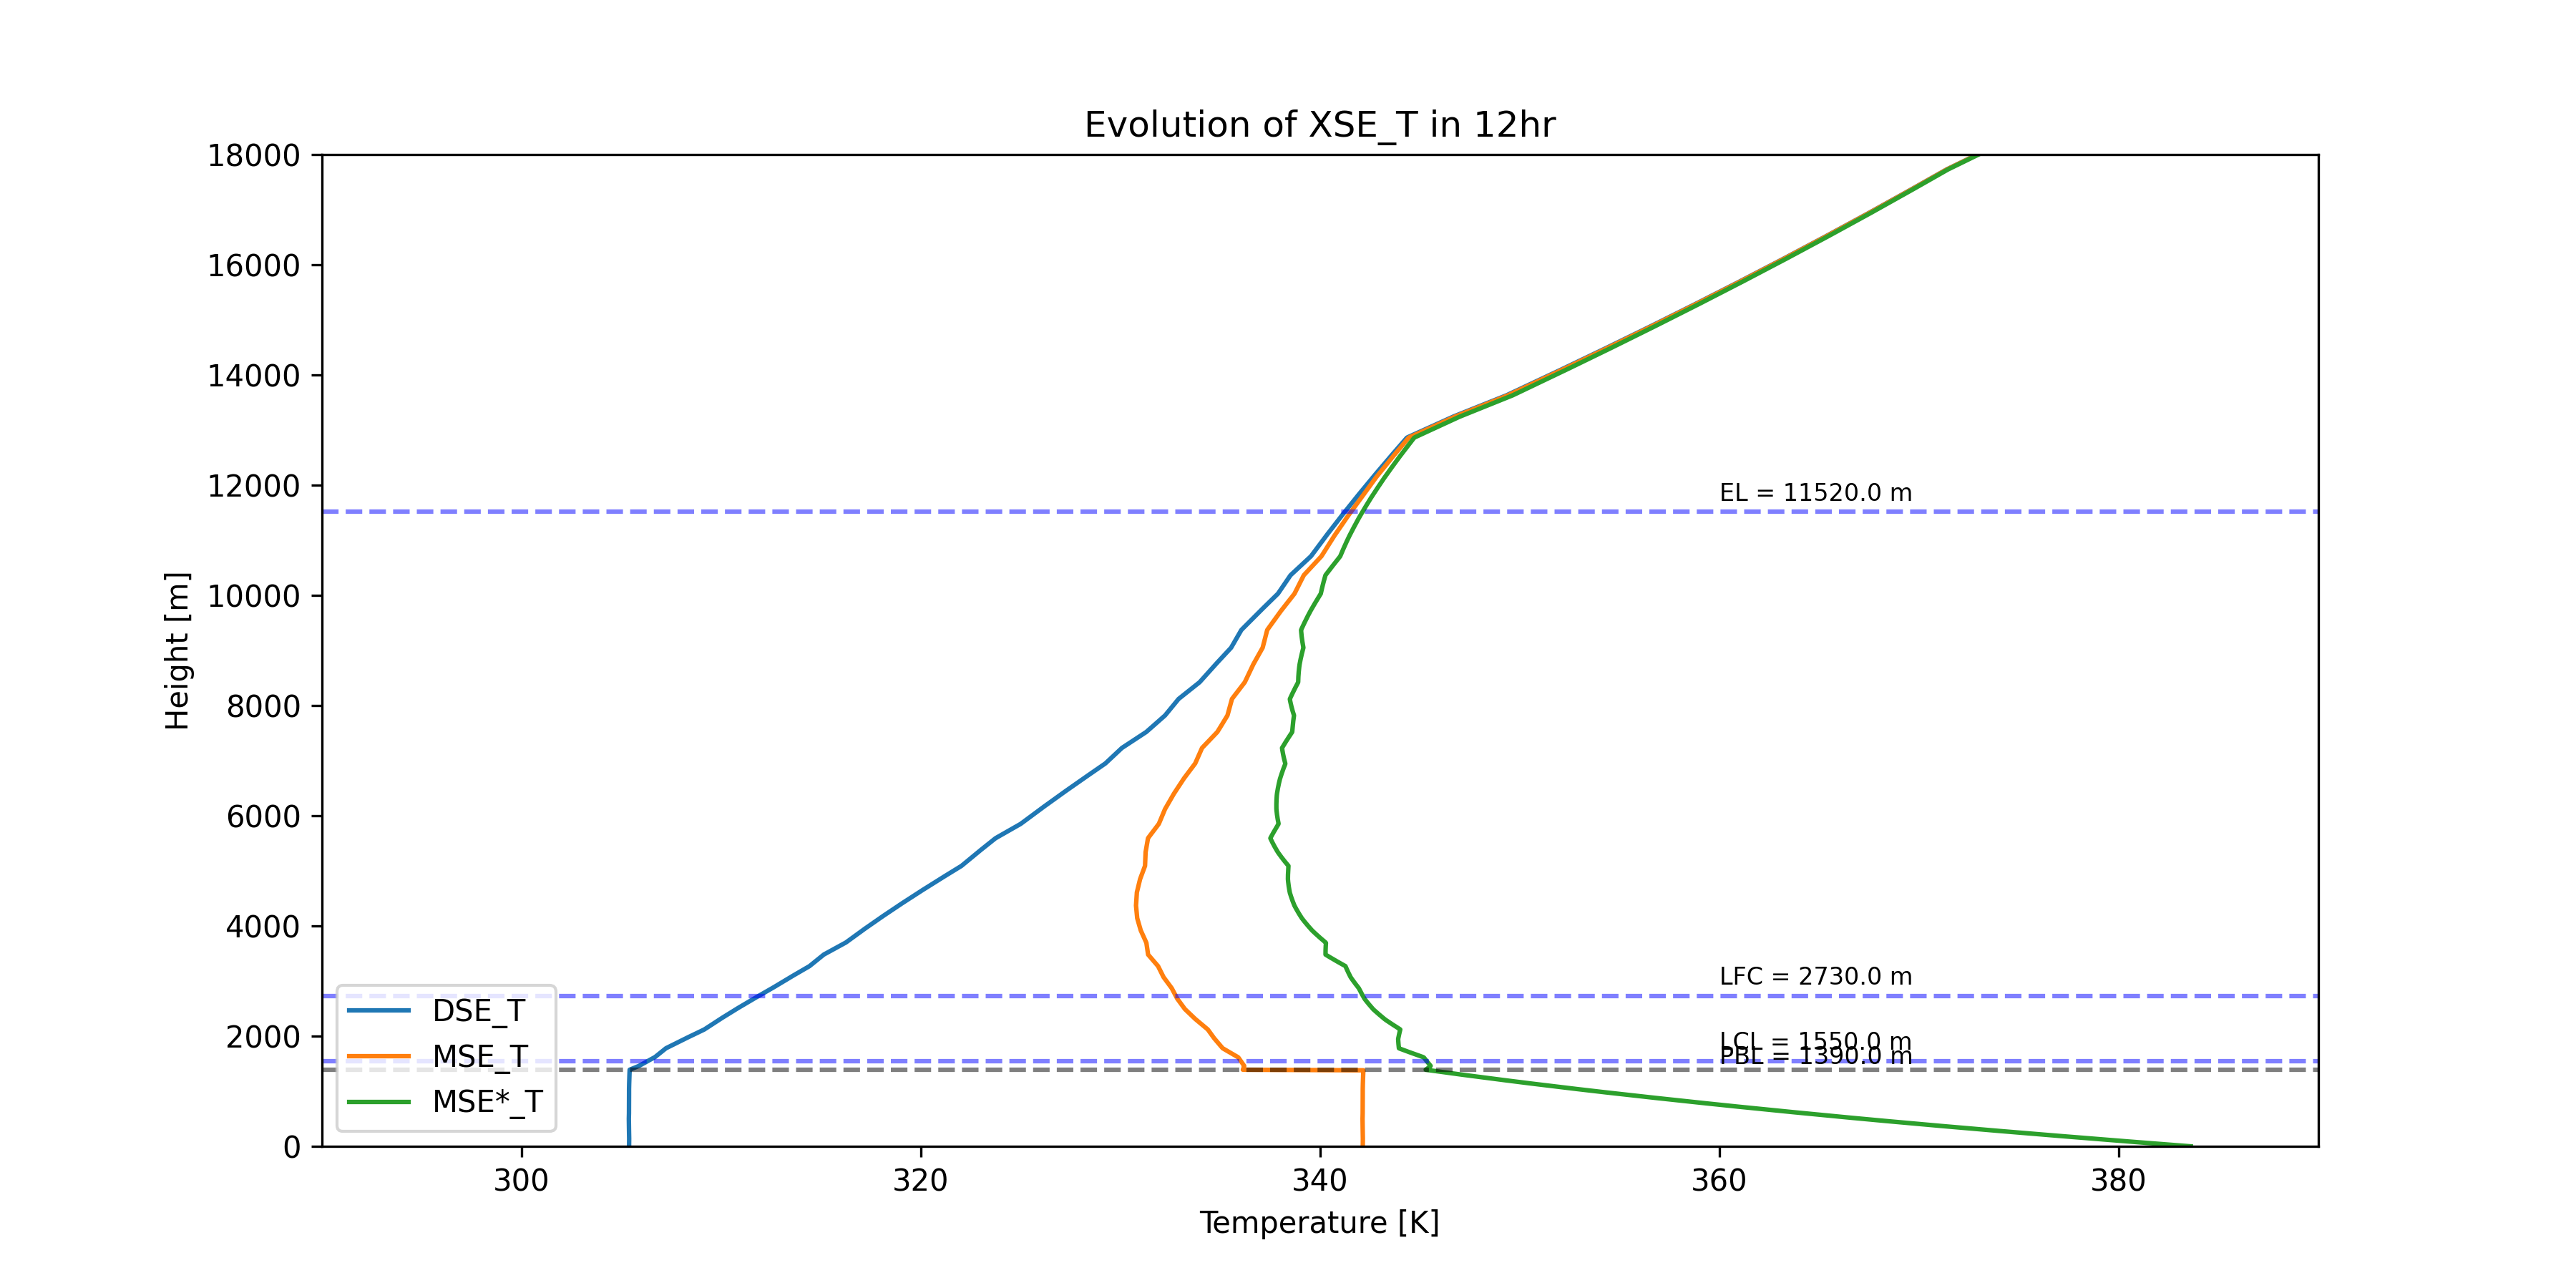 Evolution of XSE_T in 12hr
18000
16000
14000
12000
10000
8000
6000
4000
2000
0
Height [m]
EL = 11520.0 m
LFC = 2730.0 m
LCL = 1550.0 m
PBL = 1390.0 m
DSE_T
MSE_T
MSE*_T
300 320 340 360 380
Temperature [K]